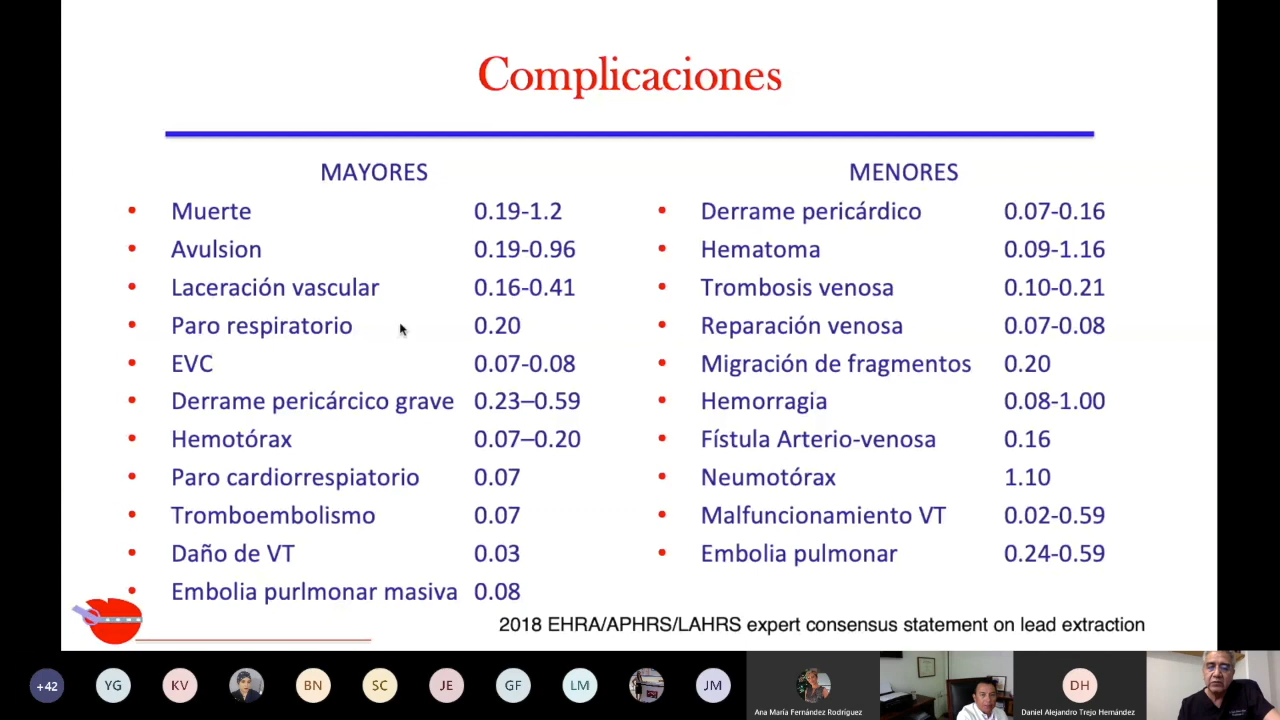 Complicaciones
MAYORES
Muerte 0.19-1.2
Avulsion 0.19-0.96
Laceración vascular 0.16-0.41
Paro respiratorio 0.20
EVC 0.07-0.08
Derrame pericárcico grave 0.23–0.59
Hemotórax 0.07–0.20
Paro cardiorrespiatorio 0.07
Tromboembolismo 0.07
Daño de VT 0.03
Embolia purlmonar masiva 0.08
MENORES
Derrame pericárdico 0.07-0.16
Hematoma 0.09-1.16
Trombosis venosa 0.10-0.21
Reparación venosa 0.07-0.08
Migración de fragmentos 0.20
Hemorragia 0.08-1.00
Fístula Arterio-venosa 0.16
Neumotórax 1.10
Malfuncionamiento VT 0.02-0.59
Embolia pulmonar 0.24-0.59
2018 EHRA/APHRS/LAHRS expert consensus statement on lead extraction
+42 YG KV BN SC JE GF LM JM DH
Ana María Fernández Rodríguez
Daniel Alejandro Trejo Hernández